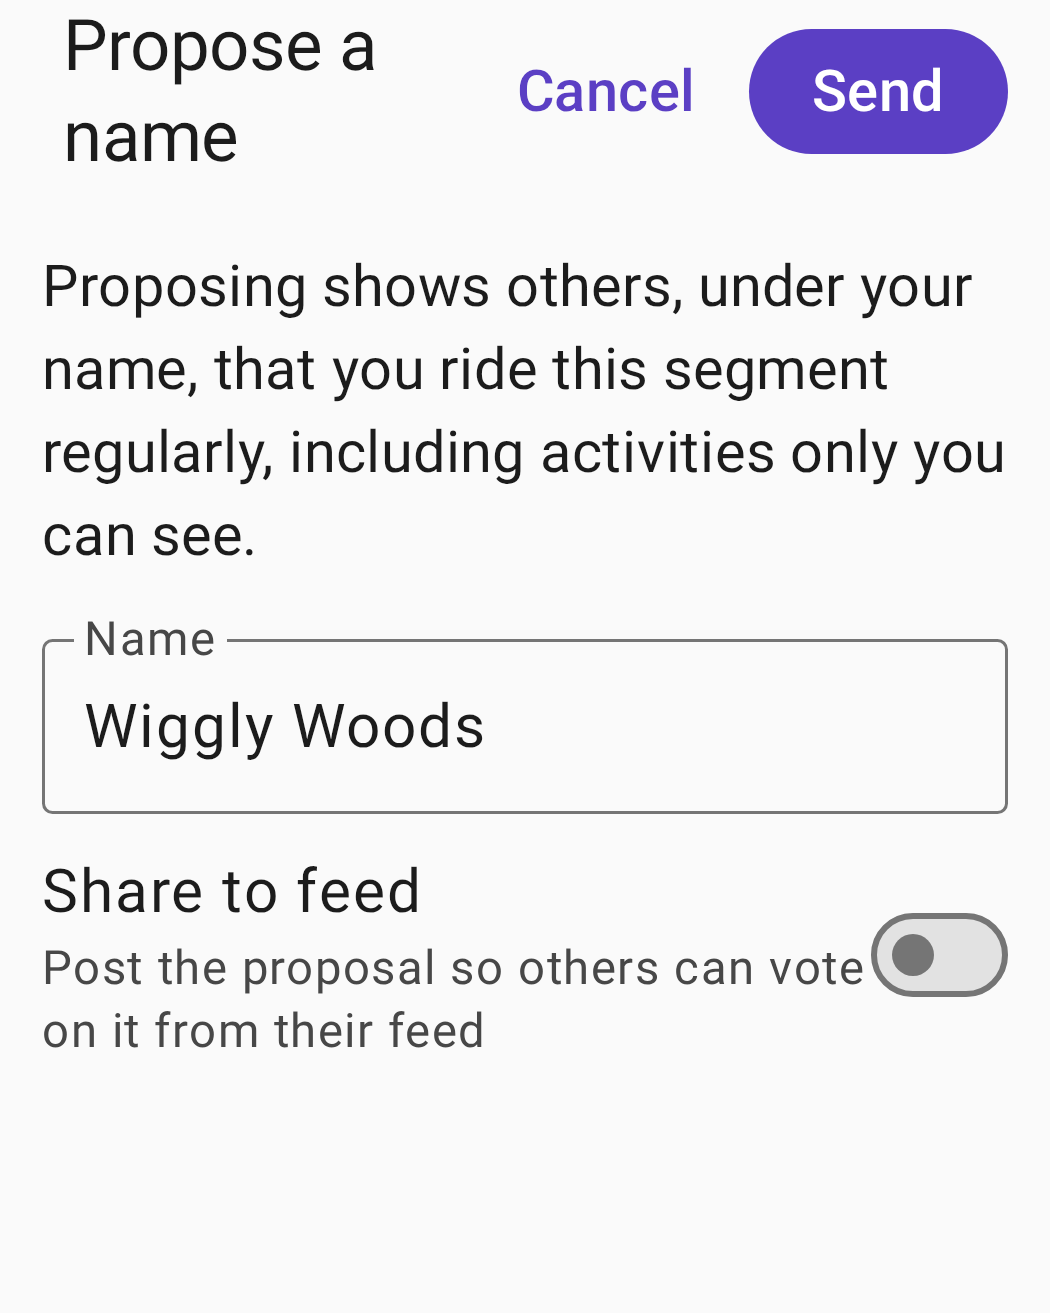 Propose a
name
Cancel
Send
Proposing shows others, under your
name, that you ride this segment
regularly, including activities only you
can see.
Name
Wiggly Woods
Share to feed
Post the proposal so others can vote
on it from their feed